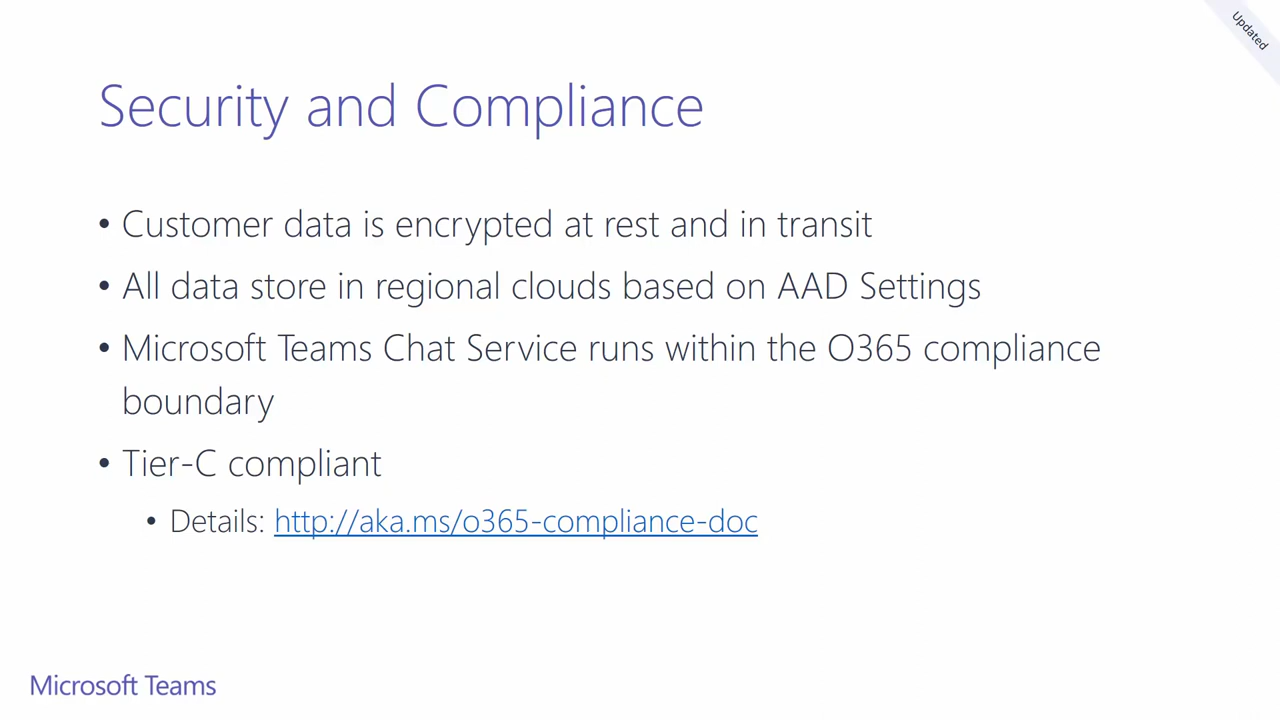 Updated
Security and Compliance
• Customer data is encrypted at rest and in transit
• All data store in regional clouds based on AAD Settings
• Microsoft Teams Chat Service runs within the O365 compliance
boundary
• Tier-C compliant
• Details: http://aka.ms/o365-compliance-doc
Microsoft Teams